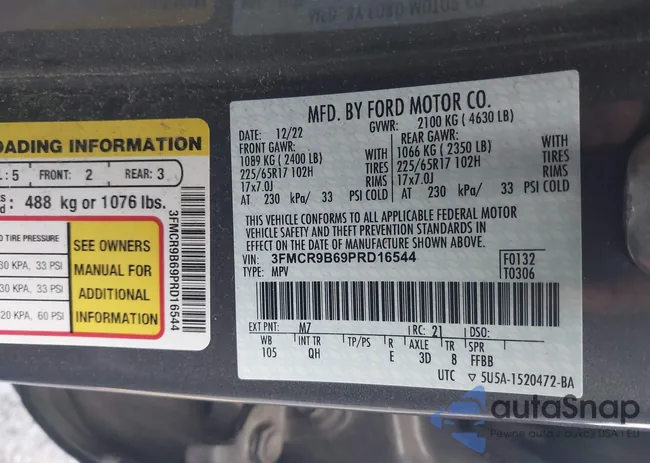 OADING INFORMATION
L: 5 FRONT: 2 REAR: 3
488 kg or 1076 lbs.
D TIRE PRESSURE
30 KPA, 33 PSI
30 KPA, 33 PSI
20 KPA, 60 PSI
SEE OWNERS
MANUAL FOR
ADDITIONAL
INFORMATION
3FMCR9B69PRD16544
MFD. BY FORD MOTOR CO.
DATE: 12/22 GVWR: 2100 KG ( 4630 LB)
FRONT GAWR: REAR GAWR:
1089 KG ( 2400 LB) WITH 1066 KG ( 2350 LB) WITH
225/65R17 102H TIRES 225/65R17 102H TIRES
17x7.0J RIMS 17x7.0J RIMS
AT 230 kPa/ 33 PSI COLD AT 230 kPa/ 33 PSI COLD
THIS VEHICLE CONFORMS TO ALL APPLICABLE FEDERAL MOTOR
VEHICLE SAFETY AND THEFT PREVENTION STANDARDS IN
EFFECT ON THE DATE OF MANUFACTURE SHOWN ABOVE.
VIN: 3FMCR9B69PRD16544 F0132
TYPE: MPV T0306
EXT PNT: M7 RC: 21 DSO:
WB INT TR TP/PS R AXLE TR SPR
105 QH E 3D 8 FFBB
UTC ▽ 5U5A-1520472-BA
autoSnap
Pewne auto z aukcji USA i EU